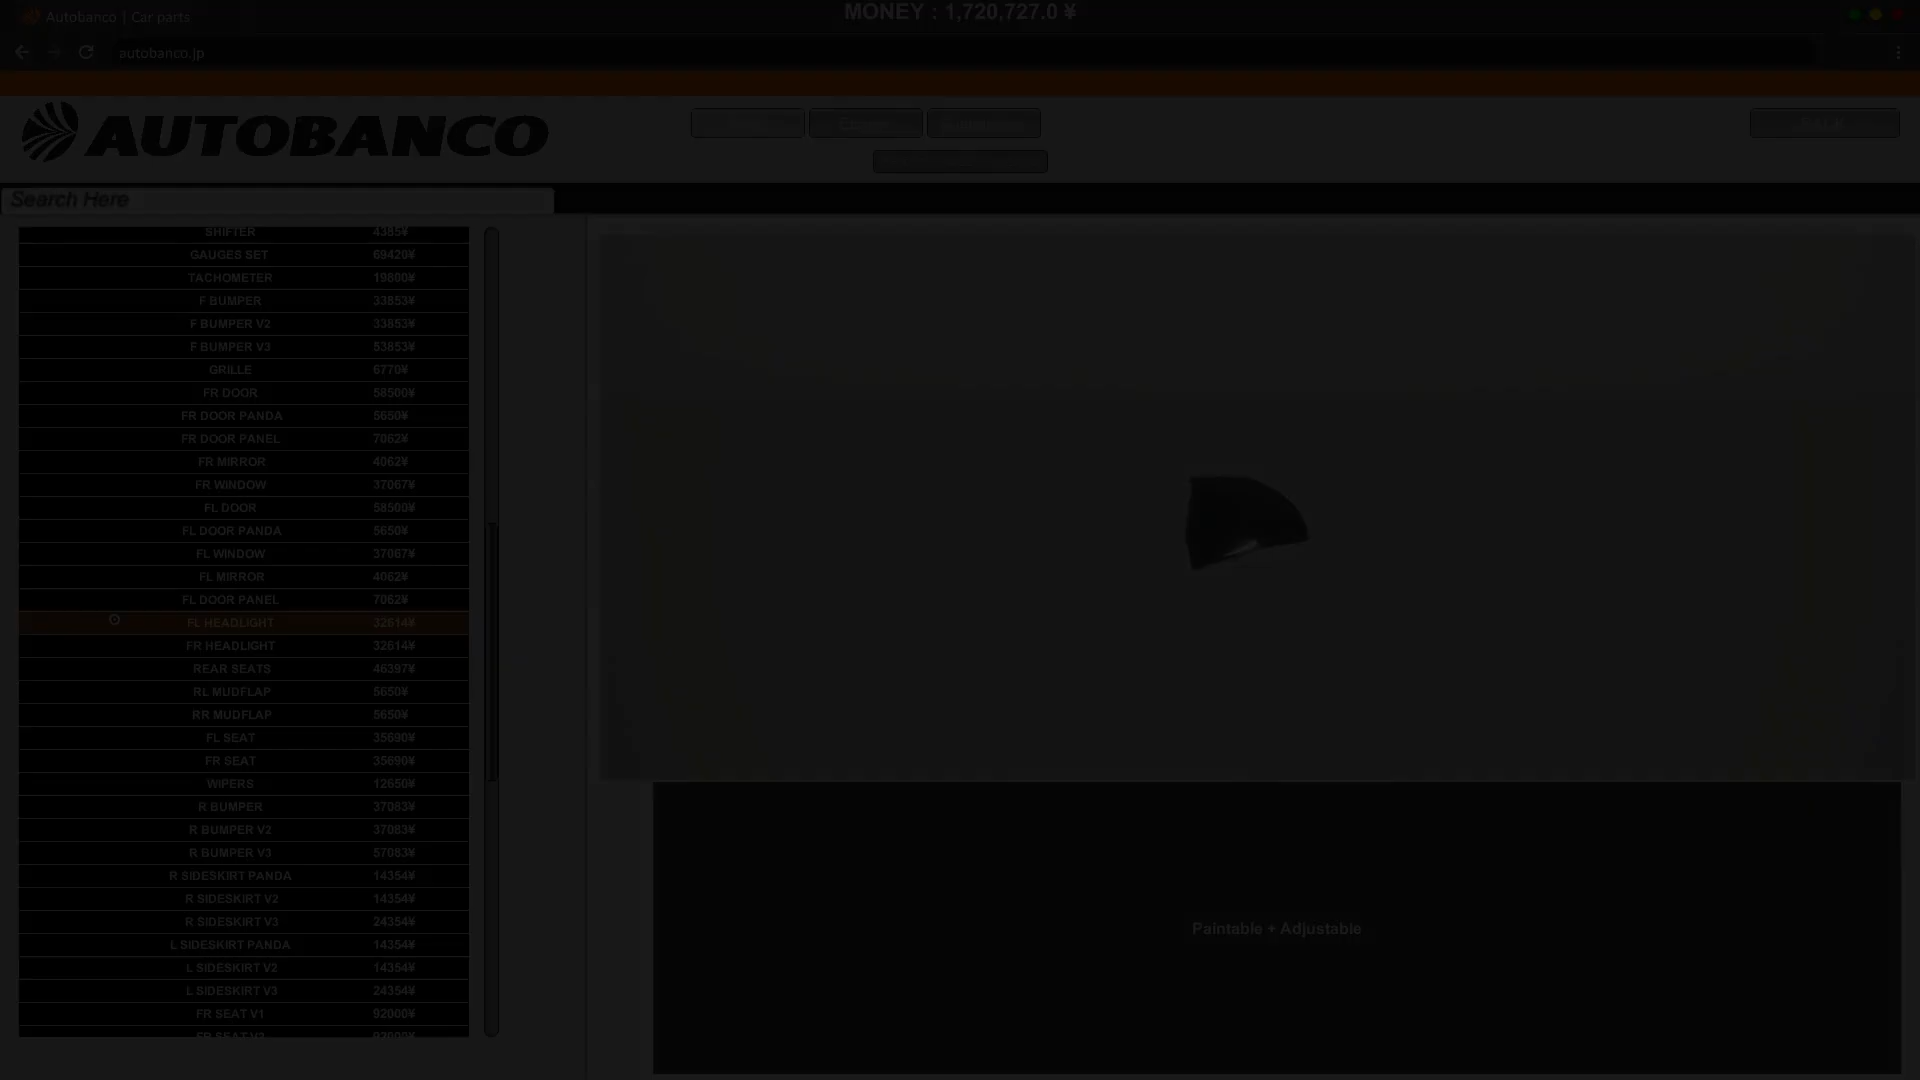 Autobanco | Car parts
MONEY : 1,720,727.0 ¥
autobanco.jp
AUTOBANCO
Search Here
SHIFTER 4385¥
GAUGES SET 69420¥
TACHOMETER 19800¥
F BUMPER 33853¥
F BUMPER V2 33853¥
F BUMPER V3 53853¥
GRILLE 6770¥
FR DOOR 58500¥
FR DOOR PANDA 5650¥
FR DOOR PANEL 7062¥
FR MIRROR 4062¥
FR WINDOW 37067¥
FL DOOR 58500¥
FL DOOR PANDA 5650¥
FL WINDOW 37067¥
FL MIRROR 4062¥
FL DOOR PANEL 7062¥
FL HEADLIGHT 32614¥
FR HEADLIGHT 32614¥
REAR SEATS 46397¥
RL MUDFLAP 5650¥
RR MUDFLAP 5650¥
FL SEAT 35690¥
FR SEAT 35690¥
WIPERS 12650¥
R BUMPER 37083¥
R BUMPER V2 37083¥
R BUMPER V3 57083¥
R SIDESKIRT PANDA 14354¥
R SIDESKIRT V2 14354¥
R SIDESKIRT V3 24354¥
L SIDESKIRT PANDA 14354¥
L SIDESKIRT V2 14354¥
L SIDESKIRT V3 24354¥
FR SEAT V1 92000¥
Paintable + Adjustable